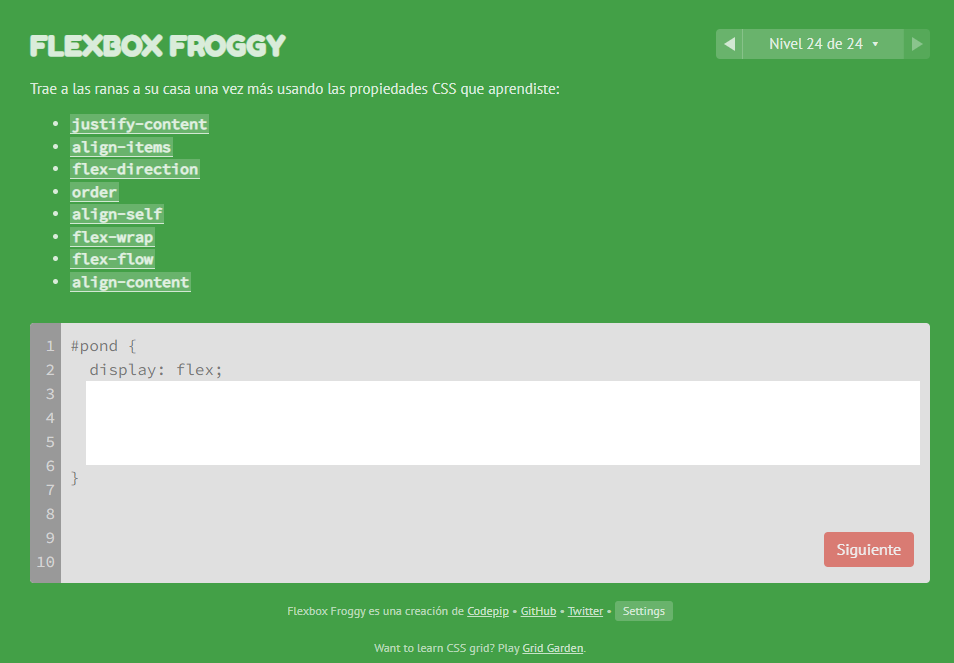 FLEXBOX FROGGY
Nivel 24 de 24
Trae a las ranas a su casa una vez más usando las propiedades CSS que aprendiste:
justify-content
align-items
flex-direction
order
align-self
flex-wrap
flex-flow
align-content
1 #pond {
2 display: flex;
3
4
5
6 }
7
8
9
10
Siguiente
Flexbox Froggy es una creación de Codepip • GitHub • Twitter • Settings
Want to learn CSS grid? Play Grid Garden.